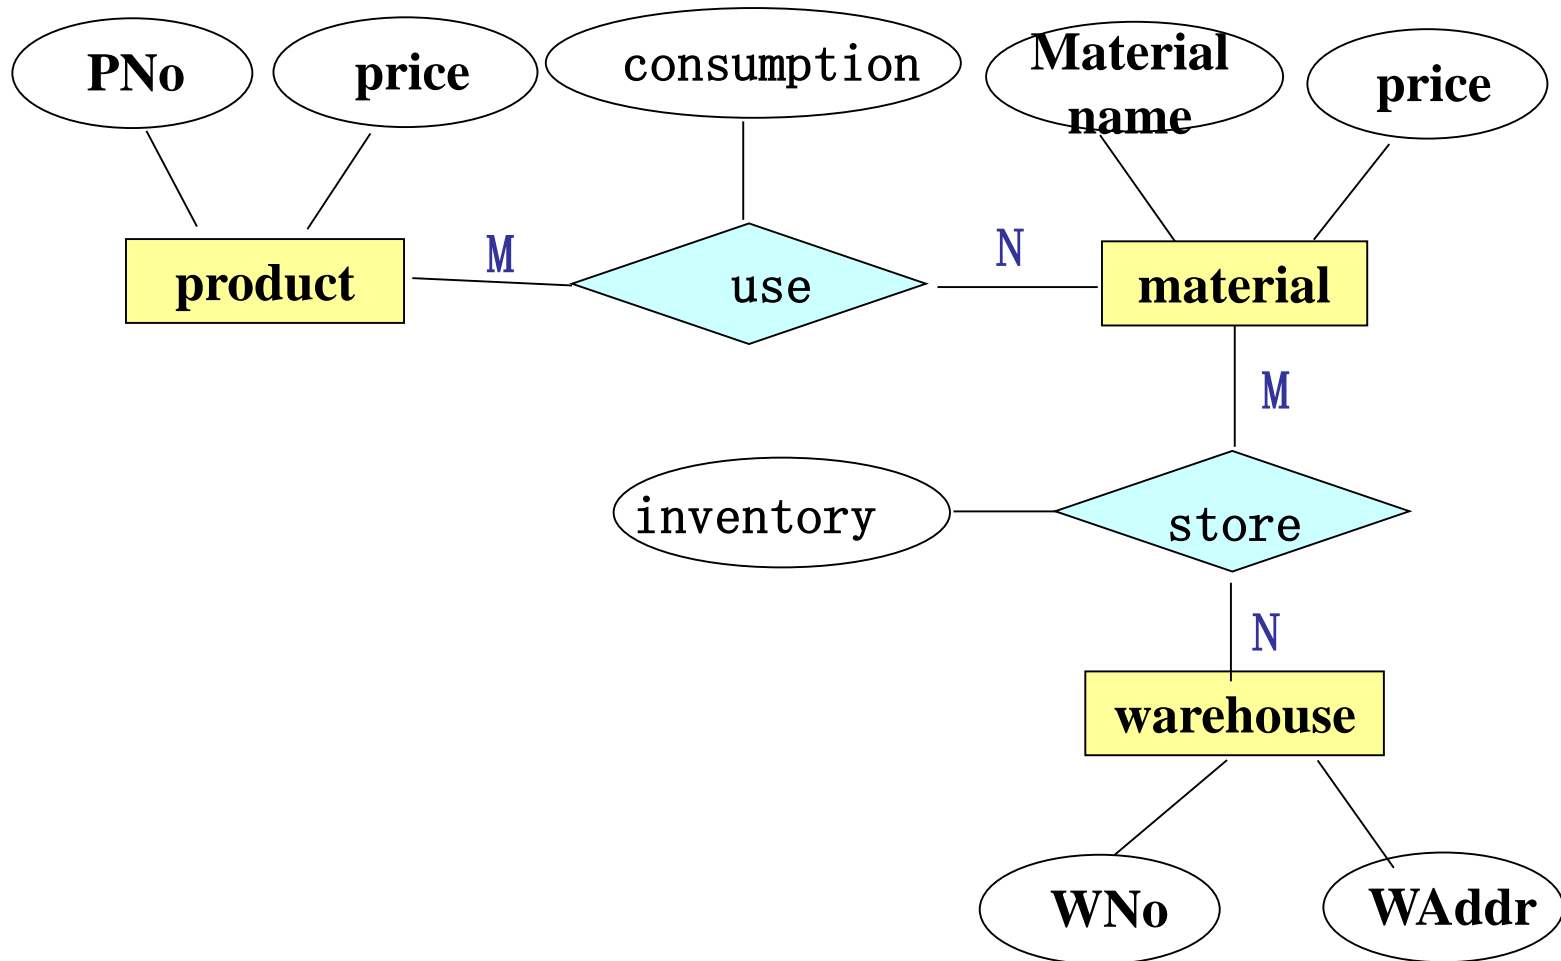 PNo
price
consumption
Material
name
price
product
M
use
N
material
M
inventory
store
N
warehouse
WNo
WAddr